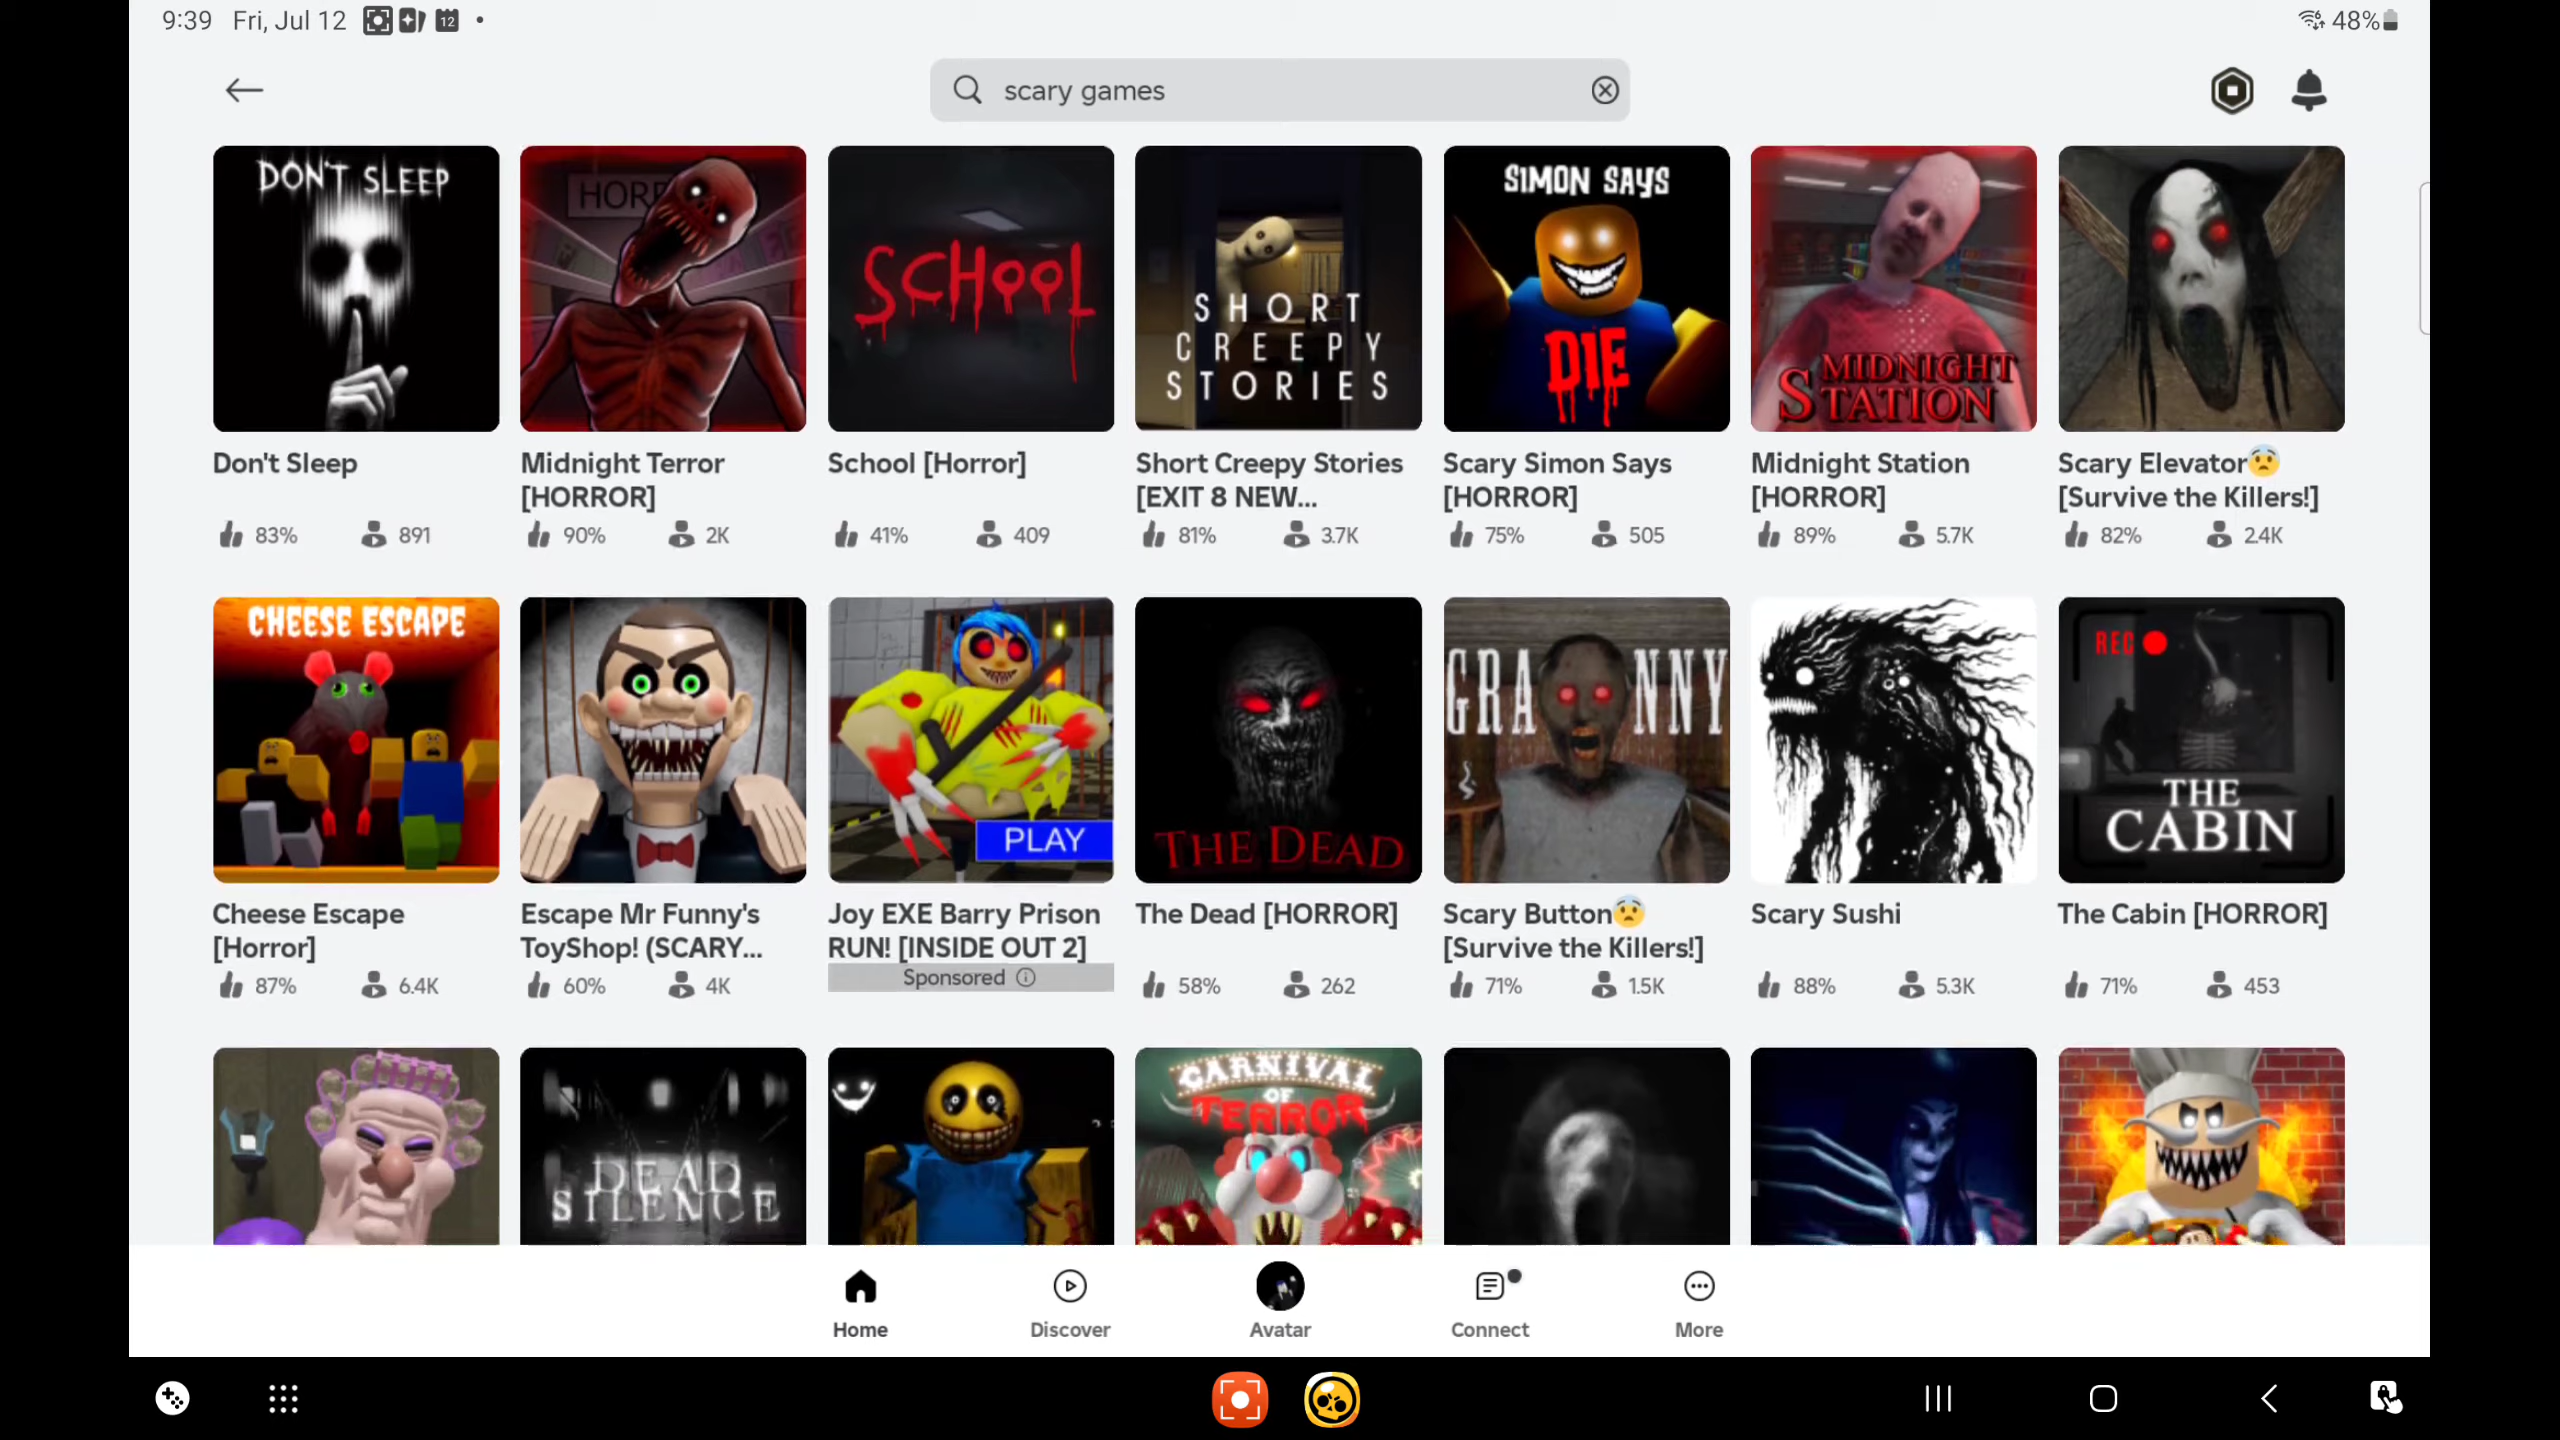 9:39 Fri, Jul 12 12 48%
scary games
DON'T SLEEP
HORR
SCHOOL
SHORT
CREEPY
STORIES
SIMON SAYS
DIE
MIDNIGHT
STATION
Don't Sleep
Midnight Terror
[HORROR]
School [Horror]
Short Creepy Stories
[EXIT 8 NEW...
Scary Simon Says
[HORROR]
Midnight Station
[HORROR]
Scary Elevator😨
[Survive the Killers!]
83% 891
90% 2K
41% 409
81% 3.7K
75% 505
89% 5.7K
82% 2.4K
CHEESE ESCAPE
PLAY
THE DEAD
GRANNY
REC
THE
CABIN
Cheese Escape
[Horror]
Escape Mr Funny's
ToyShop! (SCARY...
Joy EXE Barry Prison
RUN! [INSIDE OUT 2]
Sponsored
The Dead [HORROR]
Scary Button😨
[Survive the Killers!]
Scary Sushi
The Cabin [HORROR]
87% 6.4K
60% 4K
58% 262
71% 1.5K
88% 5.3K
71% 453
DEAD
SILENCE
CARNIVAL
OF
TERROR
Home
Discover
Avatar
Connect
More